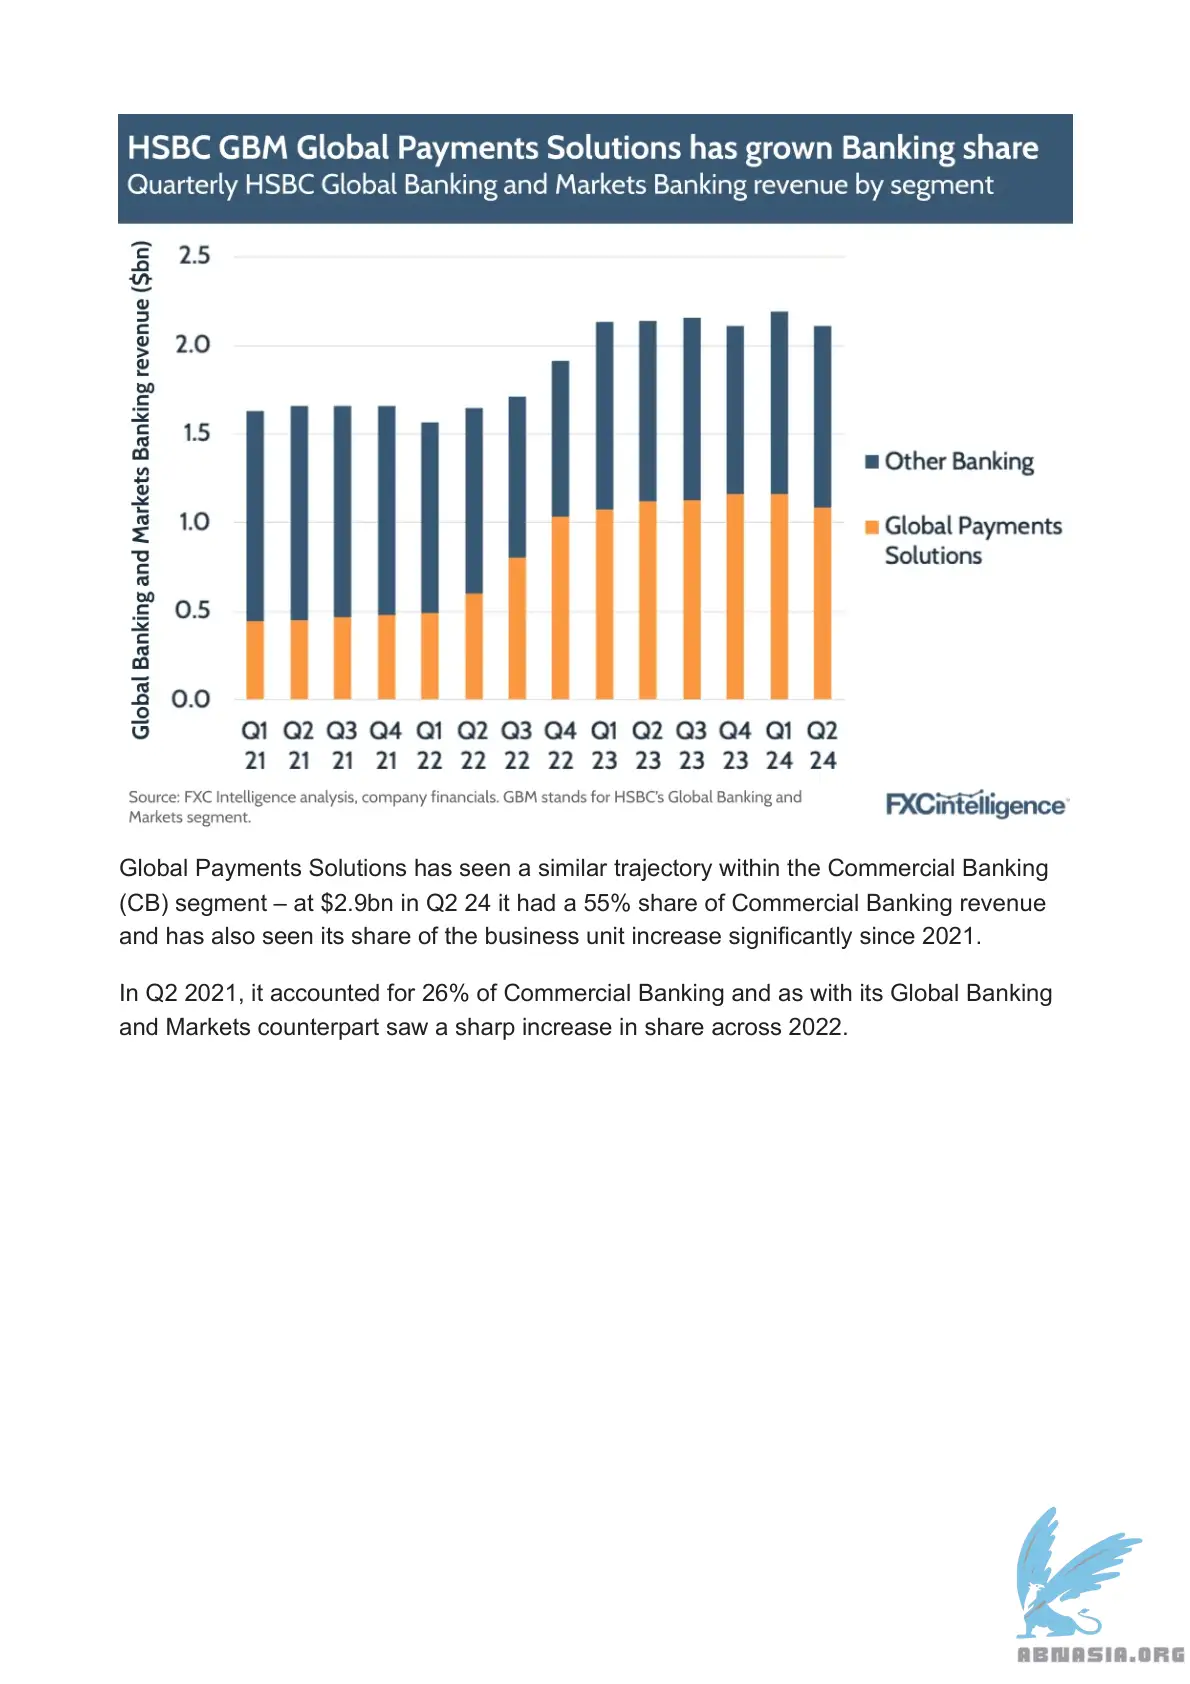 HSBC GBM Global Payments Solutions has grown Banking share
Quarterly HSBC Global Banking and Markets Banking revenue by segment
Global Banking and Markets Banking revenue ($bn)
2.5
2.0
1.5
1.0
0.5
0.0
Q1 Q2 Q3 Q4 Q1 Q2 Q3 Q4 Q1 Q2 Q3 Q4 Q1 Q2
21 21 21 21 22 22 22 22 23 23 23 23 24 24
Other Banking
Global Payments
Solutions
Source: FXC Intelligence analysis, company financials. GBM stands for HSBC's Global Banking and
Markets segment.
FXCintelligence
Global Payments Solutions has seen a similar trajectory within the Commercial Banking
(CB) segment – at $2.9bn in Q2 24 it had a 55% share of Commercial Banking revenue
and has also seen its share of the business unit increase significantly since 2021.
In Q2 2021, it accounted for 26% of Commercial Banking and as with its Global Banking
and Markets counterpart saw a sharp increase in share across 2022.
ABNASIA.ORG